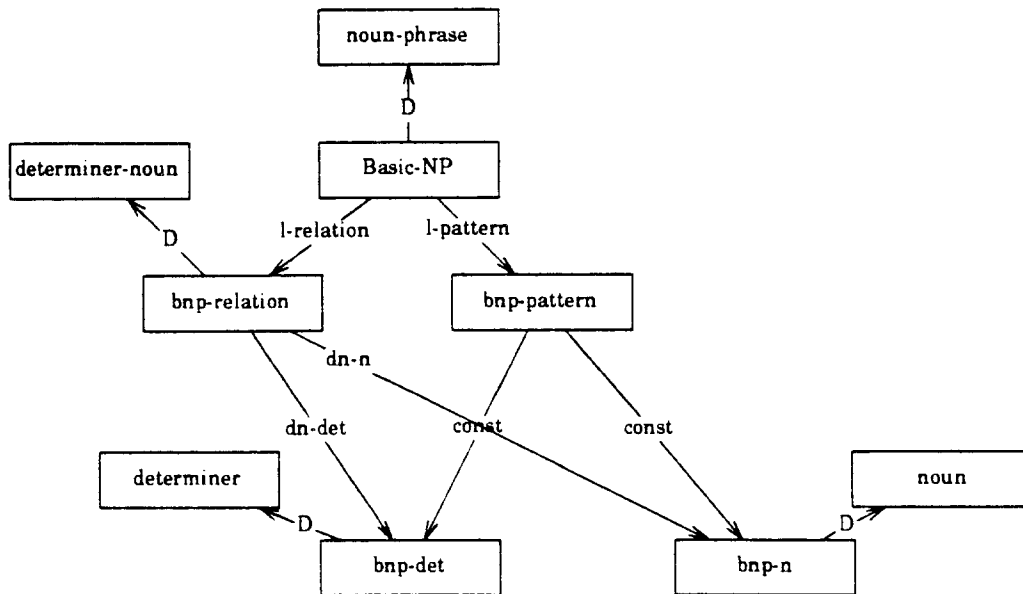 noun-phrase
D
determiner-noun
Basic-NP
l-relation
l-pattern
D
bnp-relation
bnp-pattern
dn-n
dn-det
const
const
determiner
noun
D
D
bnp-det
bnp-n